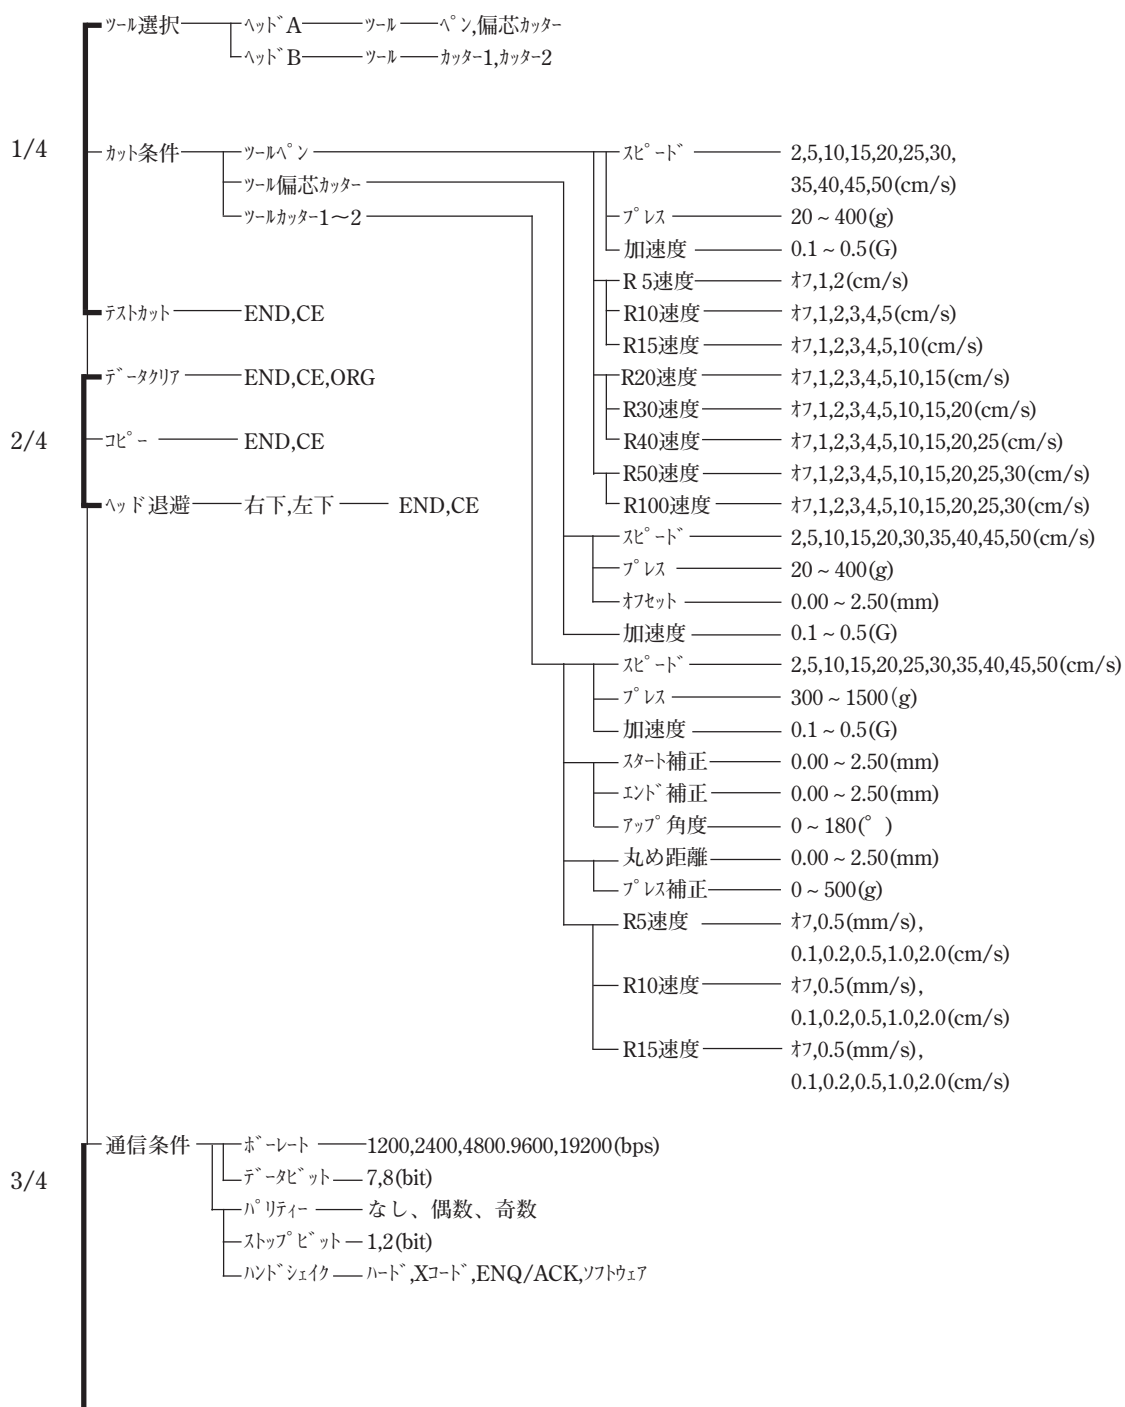 ﾂｰﾙ選択 ﾍｯﾄﾞA ﾂｰﾙ ﾍﾟﾝ,偏芯ｶｯﾀｰ
ﾍｯﾄﾞB ﾂｰﾙ ｶｯﾀｰ1,ｶｯﾀｰ2
1/4 ｶｯﾄ条件 ﾂｰﾙﾍﾟﾝ ｽﾋﾟｰﾄﾞ 2,5,10,15,20,25,30,
ﾂｰﾙ偏芯ｶｯﾀｰ 35,40,45,50(cm/s)
ﾂｰﾙｶｯﾀｰ1～2 ﾌﾟﾚｽ 20 ~ 400(g)
加速度 0.1 ~ 0.5(G)
R 5速度 ｵﾌ,1,2(cm/s)
ﾃｽﾄｶｯﾄ END,CE R10速度 ｵﾌ,1,2,3,4,5(cm/s)
R15速度 ｵﾌ,1,2,3,4,5,10(cm/s)
ﾃﾞｰﾀｸﾘｱ END,CE,ORG R20速度 ｵﾌ,1,2,3,4,5,10,15(cm/s)
R30速度 ｵﾌ,1,2,3,4,5,10,15,20(cm/s)
2/4 ｺﾋﾟｰ END,CE R40速度 ｵﾌ,1,2,3,4,5,10,15,20,25(cm/s)
R50速度 ｵﾌ,1,2,3,4,5,10,15,20,25,30(cm/s)
ﾍｯﾄﾞ退避 右下,左下 END,CE R100速度 ｵﾌ,1,2,3,4,5,10,15,20,25,30(cm/s)
ｽﾋﾟｰﾄﾞ 2,5,10,15,20,30,35,40,45,50(cm/s)
ﾌﾟﾚｽ 20 ~ 400(g)
ｵﾌｾｯﾄ 0.00 ~ 2.50(mm)
加速度 0.1 ~ 0.5(G)
ｽﾋﾟｰﾄﾞ 2,5,10,15,20,25,30,35,40,45,50(cm/s)
ﾌﾟﾚｽ 300 ~ 1500(g)
加速度 0.1 ~ 0.5(G)
ｽﾀｰﾄ補正 0.00 ~ 2.50(mm)
ｴﾝﾄﾞ補正 0.00 ~ 2.50(mm)
ｱｯﾌﾟ角度 0 ~ 180(°)
丸め距離 0.00 ~ 2.50(mm)
ﾌﾟﾚｽ補正 0 ~ 500(g)
R5速度 ｵﾌ,0.5(mm/s),
0.1,0.2,0.5,1.0,2.0(cm/s)
R10速度 ｵﾌ,0.5(mm/s),
0.1,0.2,0.5,1.0,2.0(cm/s)
R15速度 ｵﾌ,0.5(mm/s),
0.1,0.2,0.5,1.0,2.0(cm/s)
通信条件 ﾎﾞｰﾚｰﾄ 1200,2400,4800.9600,19200(bps)
3/4 ﾃﾞｰﾀﾋﾞｯﾄ 7,8(bit)
ﾊﾟﾘﾃｨｰ なし、偶数、奇数
ｽﾄｯﾌﾟﾋﾞｯﾄ 1,2(bit)
ﾊﾝﾄﾞｼｪｲｸ ﾊｰﾄﾞ,Xｺｰﾄﾞ,ENQ/ACK,ｿﾌﾄｳｪｱ